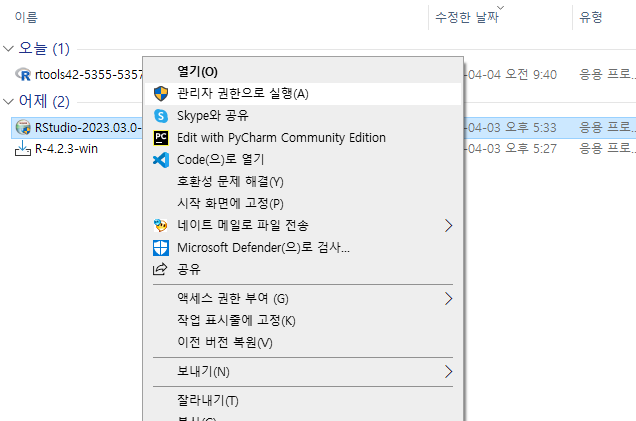 이름 수정한 날짜 유형
오늘 (1)
rtools42-5355-5357 -04-04 오전 9:40 응용 프로...
어제 (2)
RStudio-2023.03.0- -04-03 오후 5:33 응용 프로...
R-4.2.3-win -04-03 오후 5:27 응용 프로...
열기(O)
관리자 권한으로 실행(A)
Skype와 공유
Edit with PyCharm Community Edition
Code(으)로 열기
호환성 문제 해결(Y)
시작 화면에 고정(P)
네이트 메일로 파일 전송
Microsoft Defender(으)로 검사...
공유
액세스 권한 부여 (G)
작업 표시줄에 고정(K)
이전 버전 복원(V)
보내기(N)
잘라내기(T)